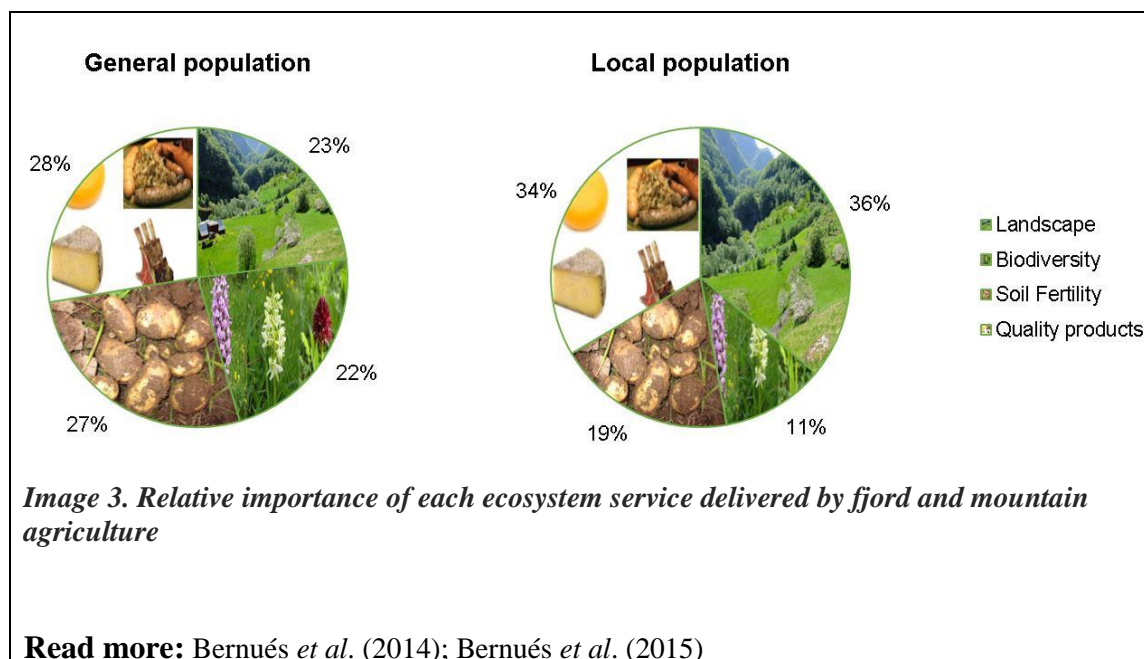 General population
Local population
28%
23%
27%
22%
34%
36%
19%
11%
Landscape
Biodiversity
Soil Fertility
Quality products
Image 3. Relative importance of each ecosystem service delivered by fjord and mountain
agriculture
Read more: Bernués et al. (2014); Bernués et al. (2015)